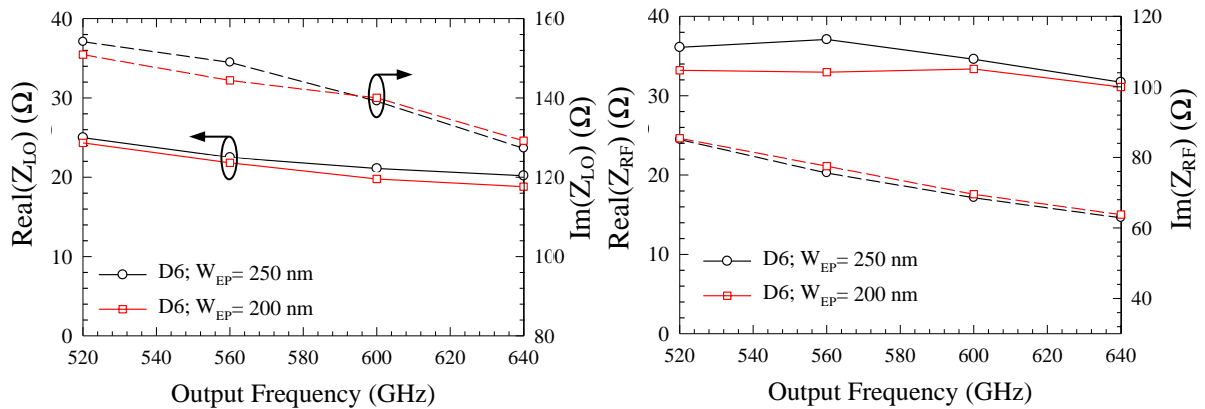 40
30
20
10
0
Real(Z_LO) (Ω)
160
140
120
100
80
Im(Z_LO) (Ω)
D6; W_EP= 250 nm
D6; W_EP= 200 nm
520 540 560 580 600 620 640
Output Frequency (GHz)
40
30
20
10
0
Real(Z_RF) (Ω)
120
100
80
60
40
Im(Z_RF) (Ω)
D6; W_EP= 250 nm
D6; W_EP= 200 nm
520 540 560 580 600 620 640
Output Frequency (GHz)